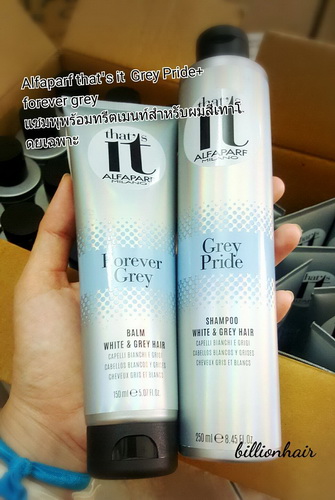 Alfaparf that's it  Grey Pride+
forever grey
แชมพูพร้อมทรีตเมนท์สำหรับผมสีเทาโ
ดยเฉพาะ
that's
it
ALFAPARF
MILANO
Forever
Grey
BALM
WHITE & GREY HAIR
CAPELLI BIANCHI E GRIGI
CABELLOS BLANCOS Y GRISES
CHEVEUX GRIS ET BLANCS
150 ml ℮ 5.07 Fl. Oz.
that's
it
ALFAPARF
MILANO
Grey
Pride
SHAMPOO
WHITE & GREY HAIR
CAPELLI BIANCHI E GRIGI
CABELLOS BLANCOS Y GRISES
CHEVEUX GRIS ET BLANCS
250 ml ℮ 8.45 Fl. Oz.
billionhair